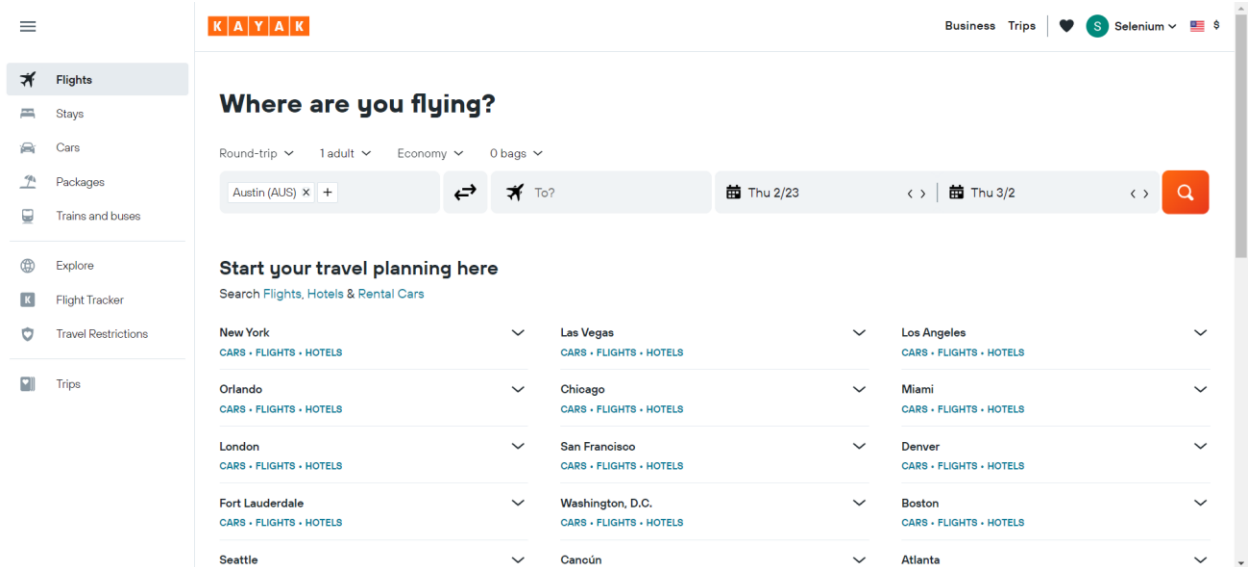 KAYAK
Business Trips S Selenium $
Flights
Stays
Cars
Packages
Trains and buses
Explore
K Flight Tracker
Travel Restrictions
Trips
Where are you flying?
Round-trip 1 adult Economy 0 bags
Austin (AUS) × + To? Thu 2/23 Thu 3/2
Start your travel planning here
Search Flights, Hotels & Rental Cars
New York Las Vegas Los Angeles
CARS • FLIGHTS • HOTELS CARS • FLIGHTS • HOTELS CARS • FLIGHTS • HOTELS
Orlando Chicago Miami
CARS • FLIGHTS • HOTELS CARS • FLIGHTS • HOTELS CARS • FLIGHTS • HOTELS
London San Francisco Denver
CARS • FLIGHTS • HOTELS CARS • FLIGHTS • HOTELS CARS • FLIGHTS • HOTELS
Fort Lauderdale Washington, D.C. Boston
CARS • FLIGHTS • HOTELS CARS • FLIGHTS • HOTELS CARS • FLIGHTS • HOTELS
Seattle Cancún Atlanta